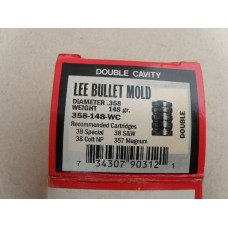 DOUBLE CAVITY
LEE BULLET MOLD
DIAMETER .358
WEIGHT 148 gr.
358-148-WC
Recommended Cartridges
38 Special 38 S&W
38 Colt NP 357 Magnum
DOUBLE
7 34307 90312 1